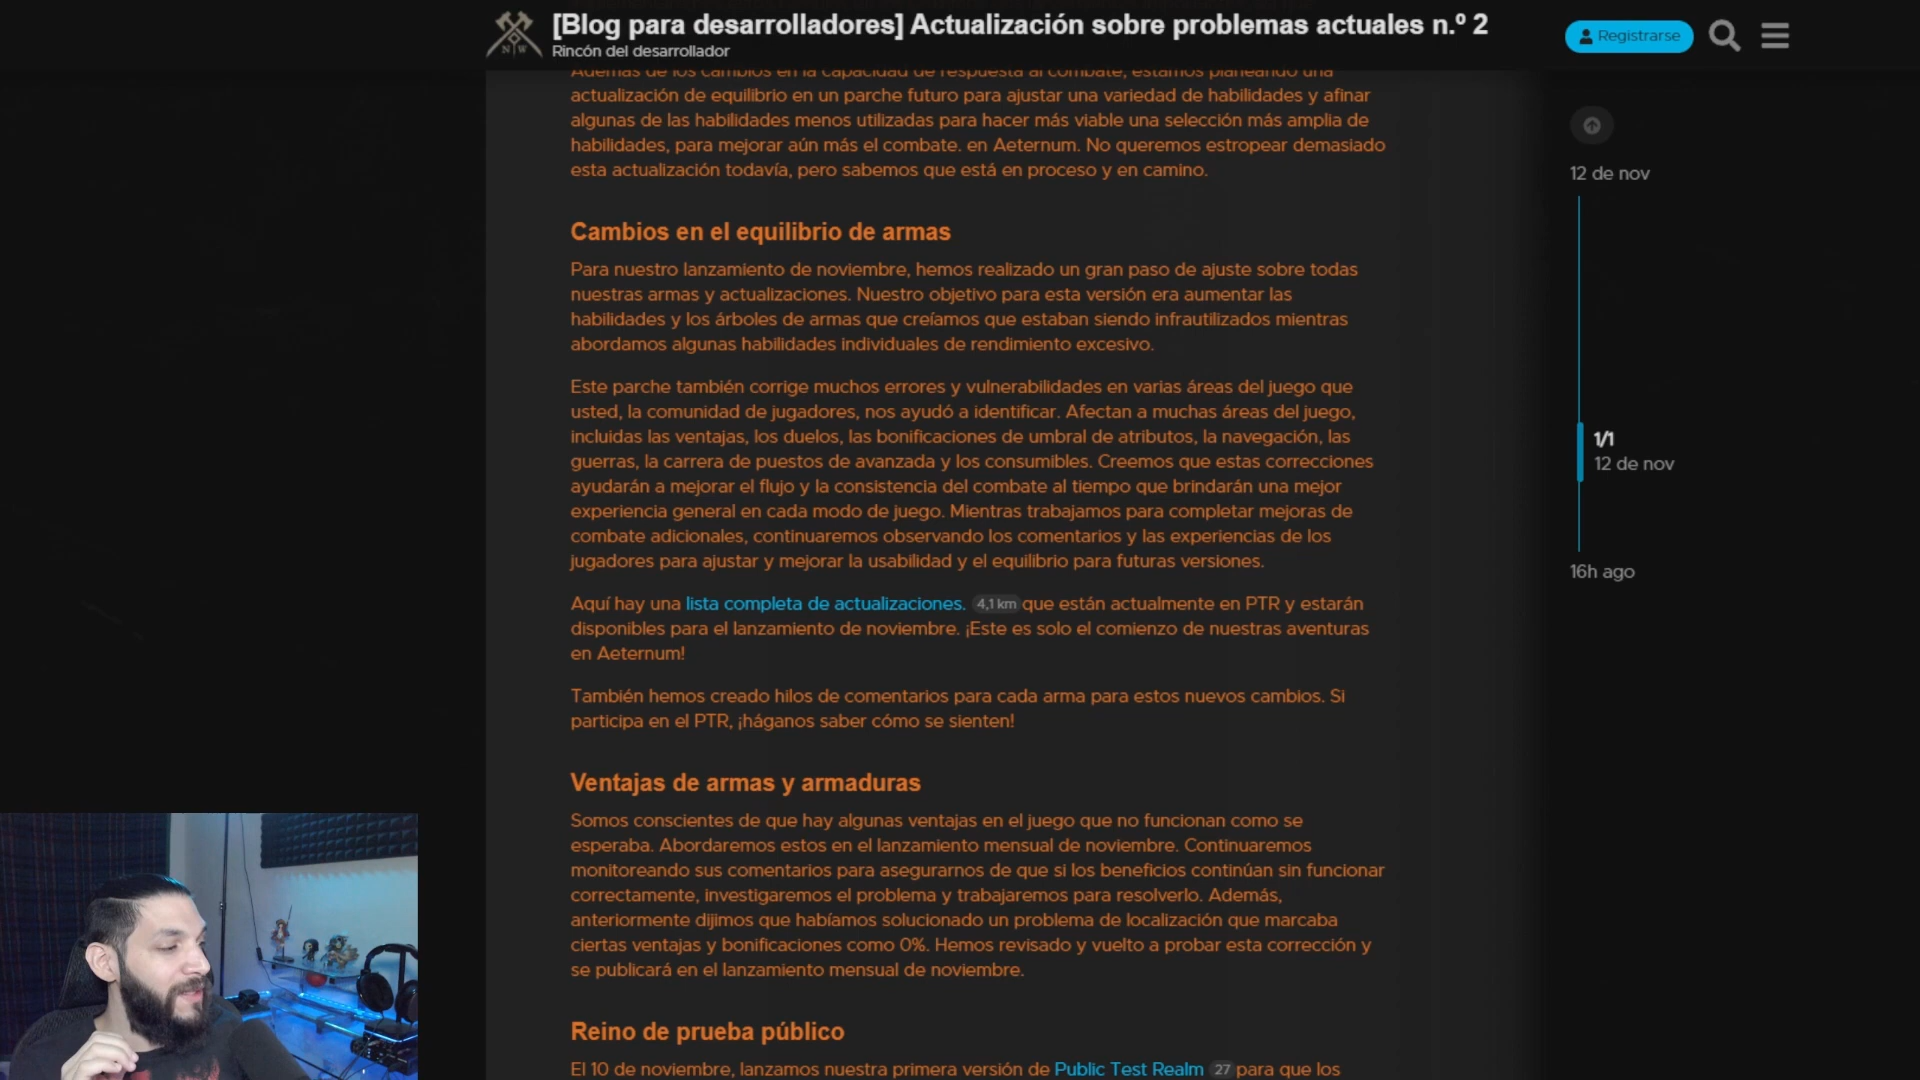 [Blog para desarrolladores] Actualización sobre problemas actuales n.º 2
Rincón del desarrollador
Registrarse
N W
Además de los cambios en la capacidad de respuesta al combate, estamos planeando una
actualización de equilibrio en un parche futuro para ajustar una variedad de habilidades y afinar
algunas de las habilidades menos utilizadas para hacer más viable una selección más amplia de
habilidades, para mejorar aún más el combate. en Aeternum. No queremos estropear demasiado
esta actualización todavía, pero sabemos que está en proceso y en camino.
Cambios en el equilibrio de armas
Para nuestro lanzamiento de noviembre, hemos realizado un gran paso de ajuste sobre todas
nuestras armas y actualizaciones. Nuestro objetivo para esta versión era aumentar las
habilidades y los árboles de armas que creíamos que estaban siendo infrautilizados mientras
abordamos algunas habilidades individuales de rendimiento excesivo.
Este parche también corrige muchos errores y vulnerabilidades en varias áreas del juego que
usted, la comunidad de jugadores, nos ayudó a identificar. Afectan a muchas áreas del juego,
incluidas las ventajas, los duelos, las bonificaciones de umbral de atributos, la navegación, las
guerras, la carrera de puestos de avanzada y los consumibles. Creemos que estas correcciones
ayudarán a mejorar el flujo y la consistencia del combate al tiempo que brindarán una mejor
experiencia general en cada modo de juego. Mientras trabajamos para completar mejoras de
combate adicionales, continuaremos observando los comentarios y las experiencias de los
jugadores para ajustar y mejorar la usabilidad y el equilibrio para futuras versiones.
Aquí hay una lista completa de actualizaciones. 4,1 km que están actualmente en PTR y estarán
disponibles para el lanzamiento de noviembre. ¡Este es solo el comienzo de nuestras aventuras
en Aeternum!
También hemos creado hilos de comentarios para cada arma para estos nuevos cambios. Si
participa en el PTR, ¡háganos saber cómo se sienten!
Ventajas de armas y armaduras
Somos conscientes de que hay algunas ventajas en el juego que no funcionan como se
esperaba. Abordaremos estos en el lanzamiento mensual de noviembre. Continuaremos
monitoreando sus comentarios para asegurarnos de que si los beneficios continúan sin funcionar
correctamente, investigaremos el problema y trabajaremos para resolverlo. Además,
anteriormente dijimos que habíamos solucionado un problema de localización que marcaba
ciertas ventajas y bonificaciones como 0%. Hemos revisado y vuelto a probar esta corrección y
se publicará en el lanzamiento mensual de noviembre.
Reino de prueba público
El 10 de noviembre, lanzamos nuestra primera versión de Public Test Realm 27 para que los
12 de nov
1/1
12 de nov
16h ago